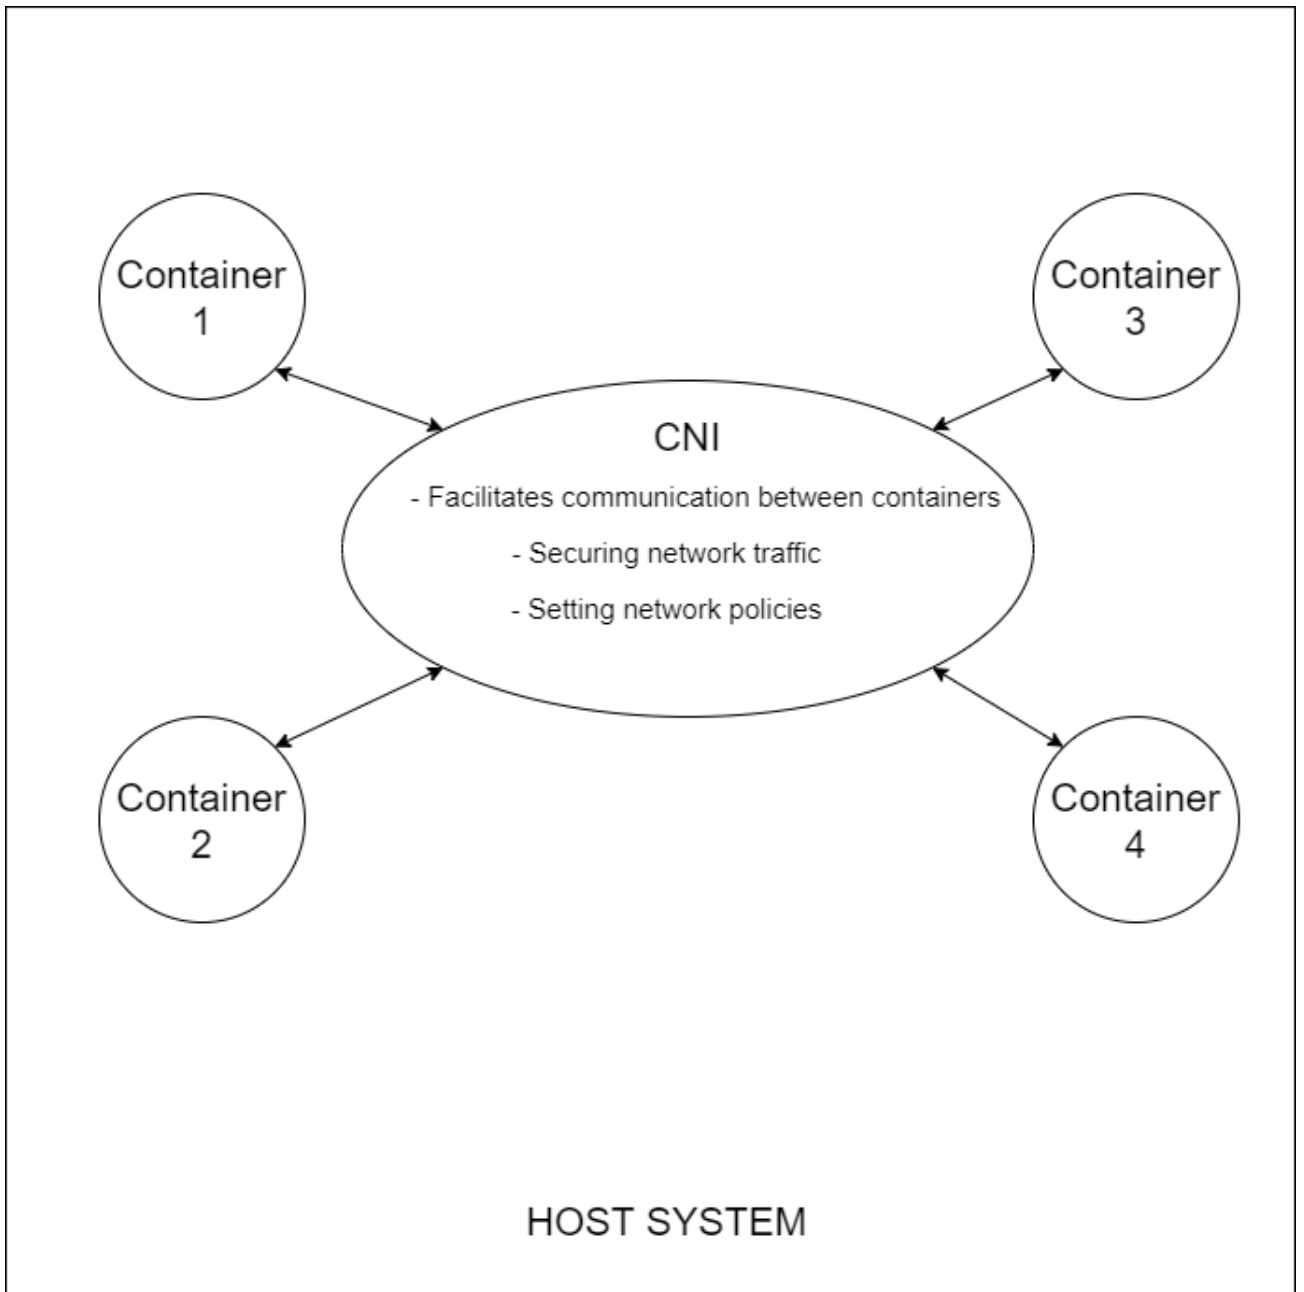 Container
1
Container
3
CNI
- Facilitates communication between containers
- Securing network traffic
- Setting network policies
Container
2
Container
4
HOST SYSTEM